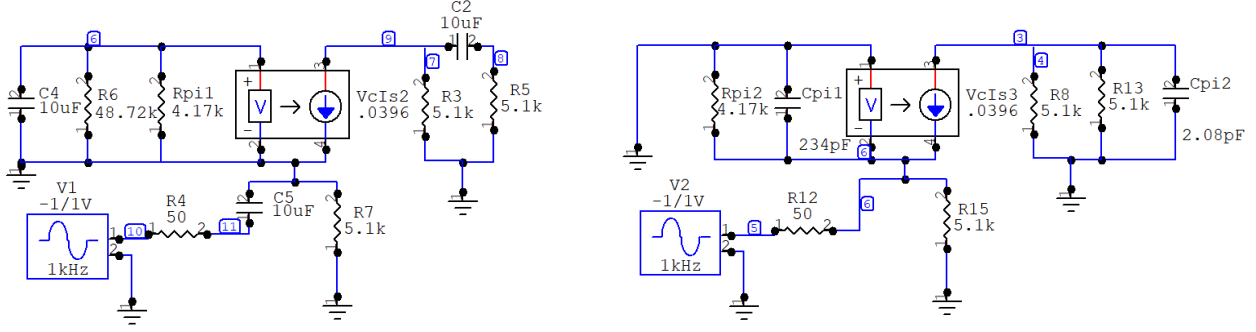 C2
10uF
1 2
6
9
7
8
3
4
C4
10uF
R6
48.72k
Rpi1
4.17k
+
V
-
VcIs2
.0396
R3
5.1k
R5
5.1k
Rpi2
4.17k
Cpi1
234pF
+
V
-
VcIs3
.0396
R8
5.1k
R13
5.1k
Cpi2
2.08pF
6
V1
-1/1V
1kHz
R4
50
10
11
C5
10uF
R7
5.1k
V2
-1/1V
1kHz
R12
50
5
6
R15
5.1k